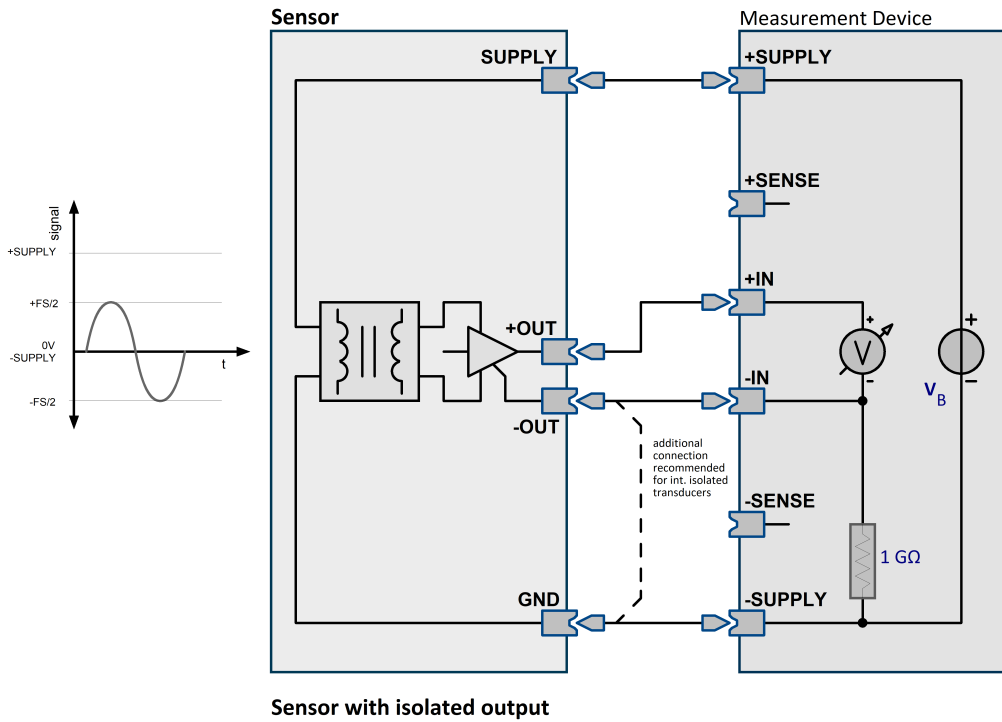 Sensor
Measurement Device
SUPPLY
+SUPPLY
+SENSE
signal
+SUPPLY
+FS/2
0V
-SUPPLY
t
-FS/2
+OUT
-OUT
+IN
+
V
-
-IN
+
-
VB
additional
connection
recommended
for int. isolated
transducers
-SENSE
1 GΩ
GND
-SUPPLY
Sensor with isolated output